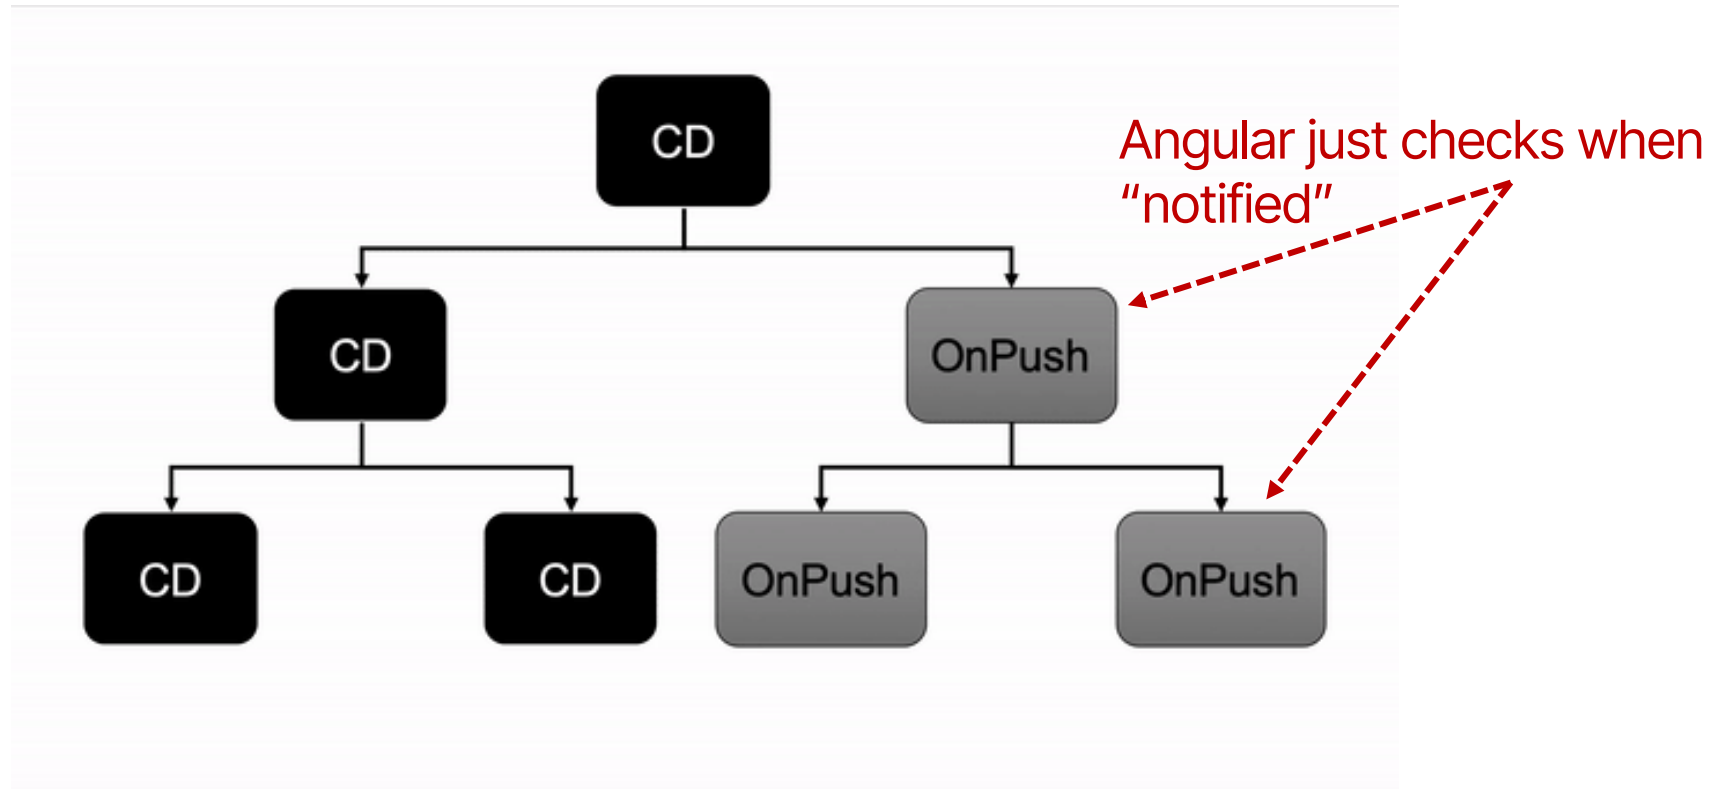 CD
Angular just checks when
“notified”
CD
OnPush
CD
CD
OnPush
OnPush